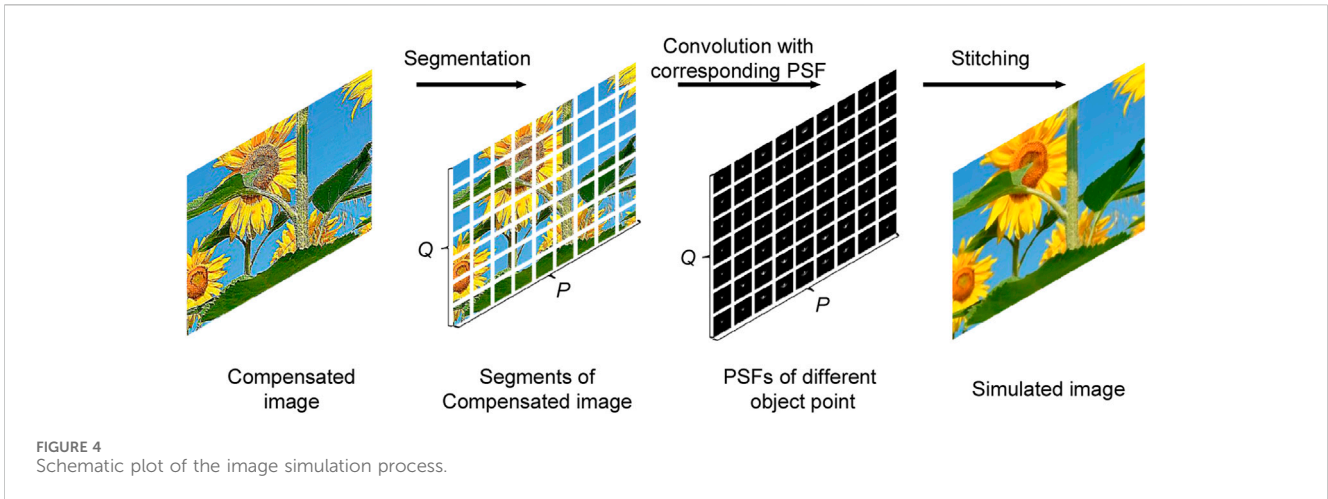 Segmentation
Convolution with
corresponding PSF
Stitching
Q
P
Q
P
Compensated
image
Segments of
Compensated image
PSFs of different
object point
Simulated image
FIGURE 4
Schematic plot of the image simulation process.